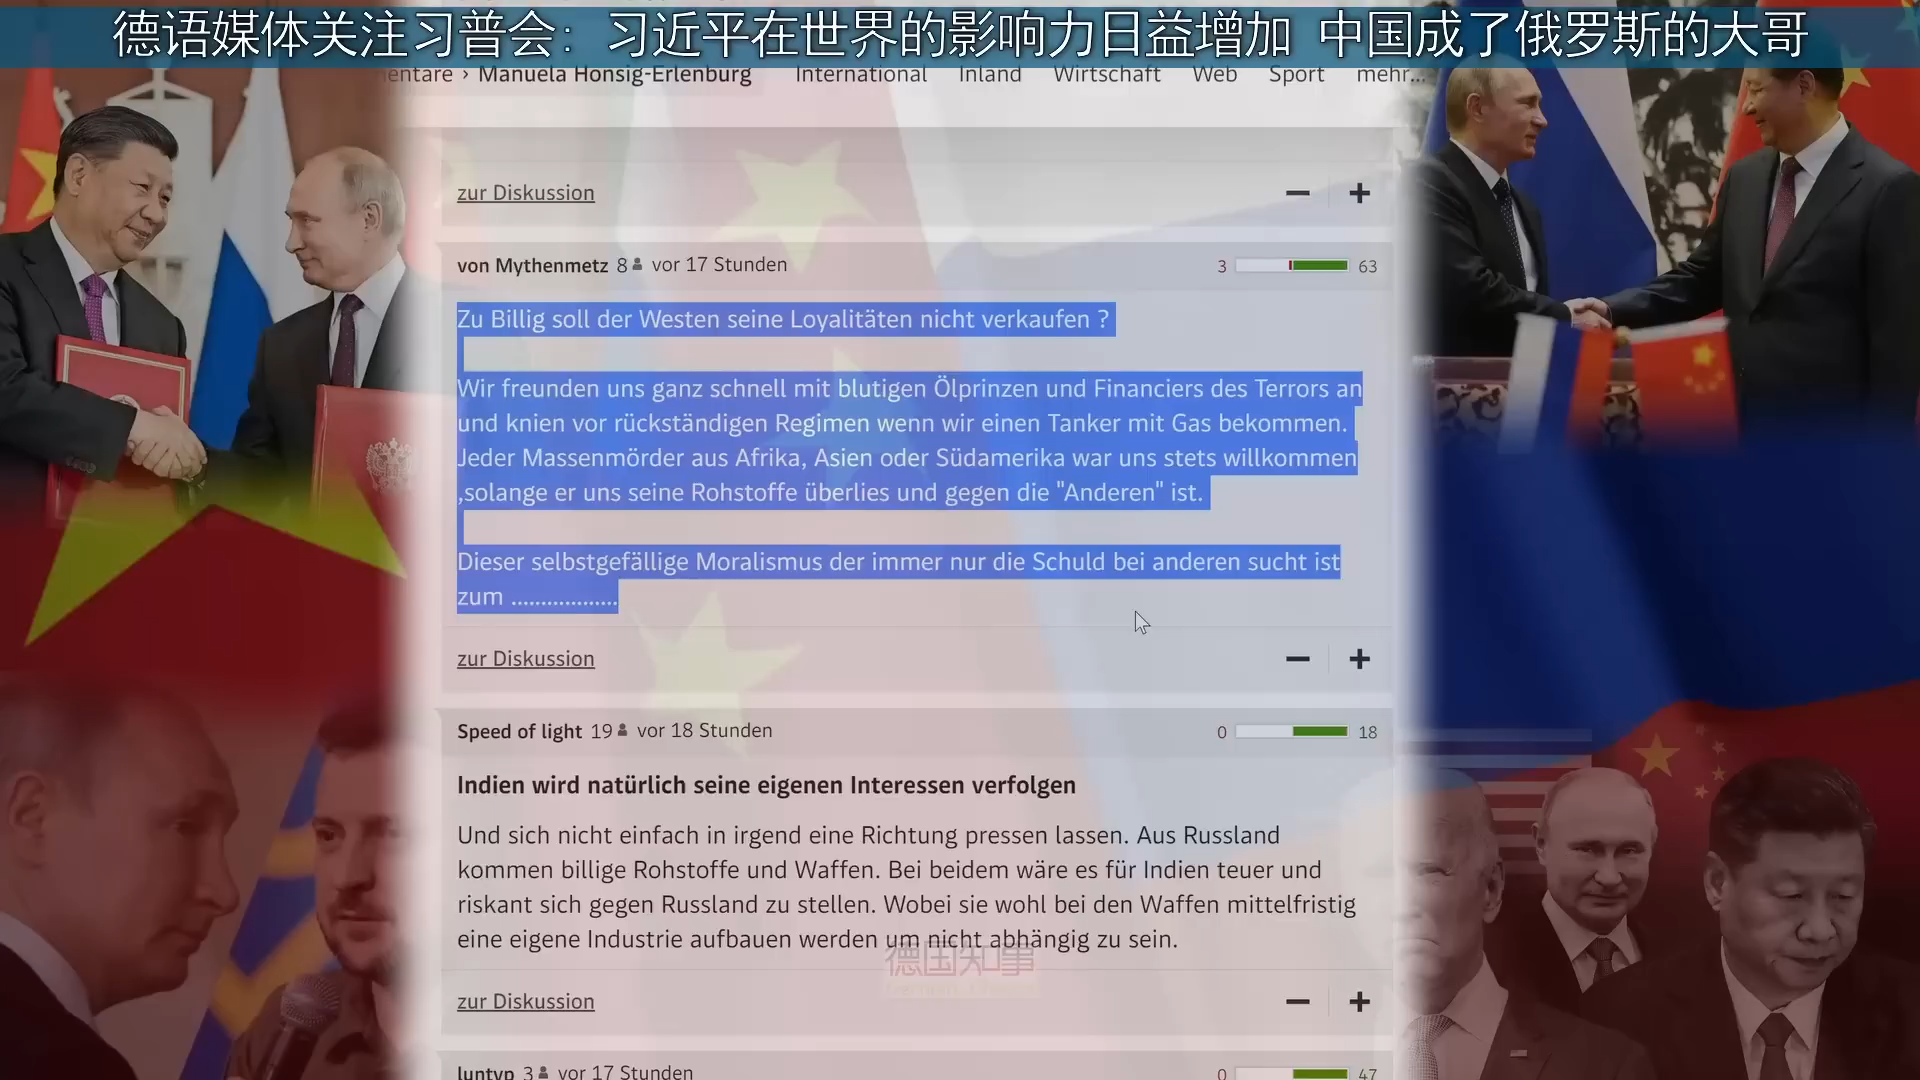 德语媒体关注习普会：习近平在世界的影响力日益增加 中国成了俄罗斯的大哥
entare › Manuela Honsig-Erlenburg International Inland Wirtschaft Web Sport mehr...
zur Diskussion
von Mythenmetz 8 vor 17 Stunden 3 63
Zu Billig soll der Westen seine Loyalitäten nicht verkaufen ?
Wir freunden uns ganz schnell mit blutigen Ölprinzen und Financiers des Terrors an
und knien vor rückständigen Regimen wenn wir einen Tanker mit Gas bekommen.
Jeder Massenmörder aus Afrika, Asien oder Südamerika war uns stets willkommen
,solange er uns seine Rohstoffe überlies und gegen die "Anderen" ist.
Dieser selbstgefällige Moralismus der immer nur die Schuld bei anderen sucht ist
zum ..................
zur Diskussion
Speed of light 19 vor 18 Stunden 0 18
Indien wird natürlich seine eigenen Interessen verfolgen
Und sich nicht einfach in irgend eine Richtung pressen lassen. Aus Russland
kommen billige Rohstoffe und Waffen. Bei beidem wäre es für Indien teuer und
riskant sich gegen Russland zu stellen. Wobei sie wohl bei den Waffen mittelfristig
eine eigene Industrie aufbauen werden um nicht abhängig zu sein.
德国知事
zur Diskussion
luntyp 3 vor 17 Stunden 0 47